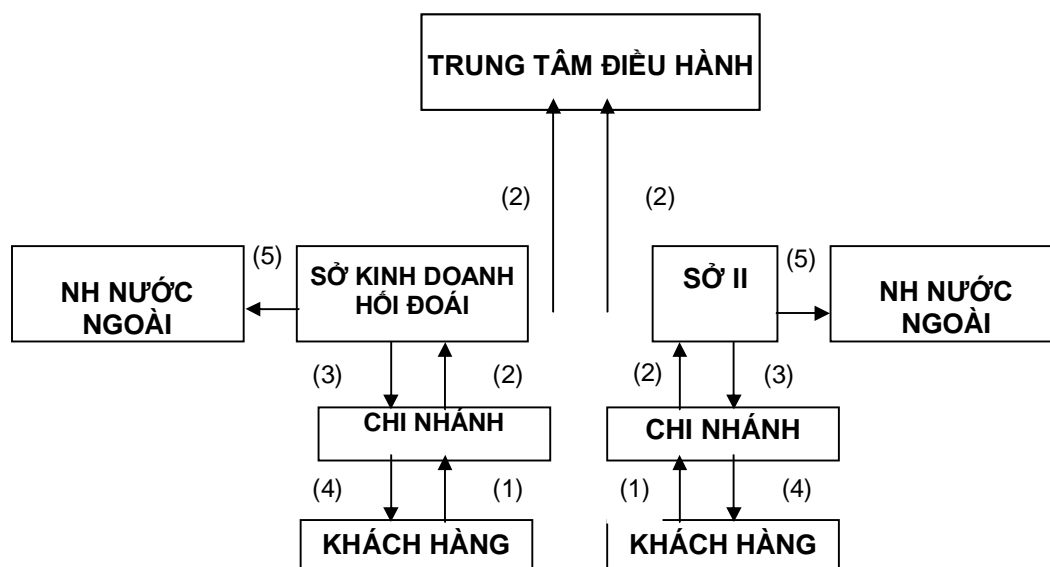 TRUNG TÂM ĐIỀU HÀNH
(2) (2)
(5) (5)
NH NƯỚC
NGOÀI
SỞ KINH DOANH
HỐI ĐOÁI
SỞ II
NH NƯỚC
NGOÀI
(3) (2) (2) (3)
CHI NHÁNH CHI NHÁNH
(4) (1) (1) (4)
KHÁCH HÀNG KHÁCH HÀNG